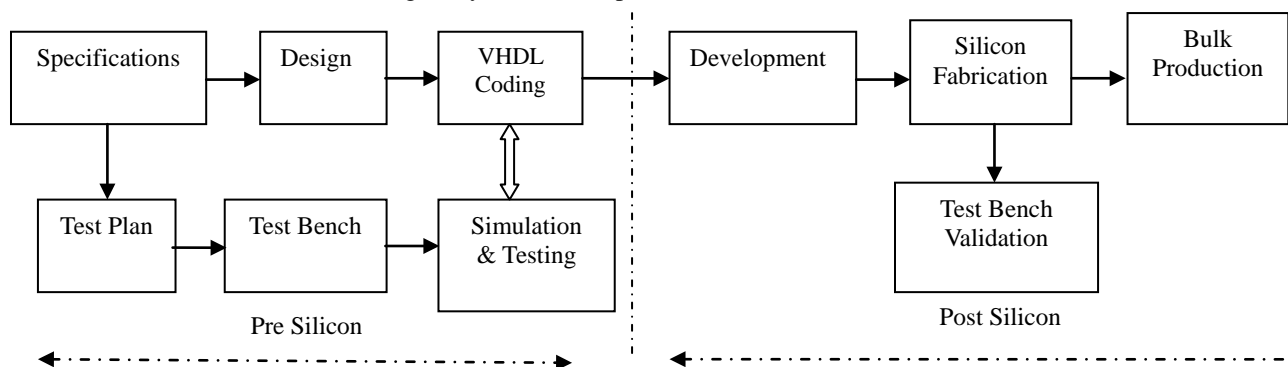 Specifications
Design
VHDL
Coding
Development
Silicon
Fabrication
Bulk
Production
Test Plan
Test Bench
Simulation
& Testing
Test Bench
Validation
Pre Silicon
Post Silicon